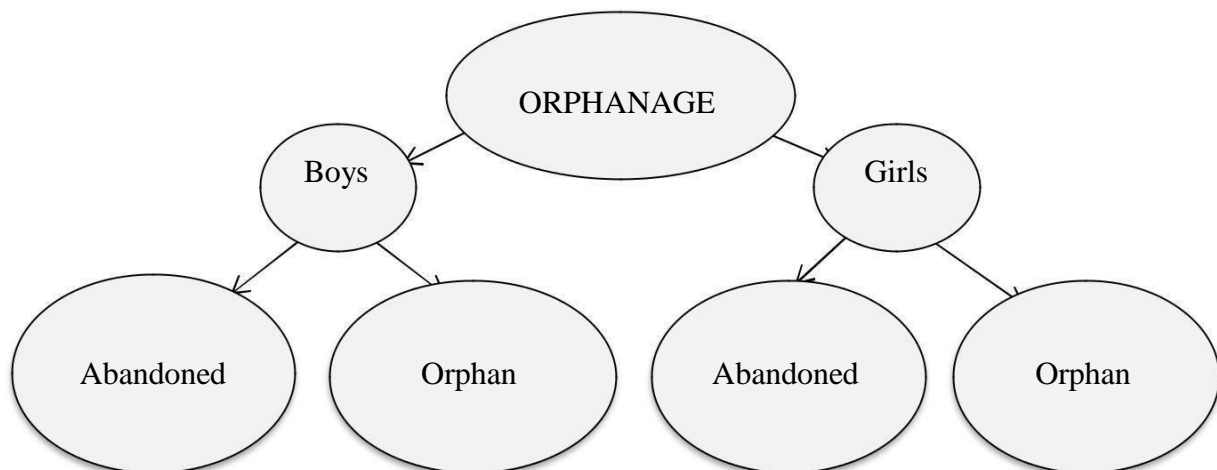 ORPHANAGE
Boys
Girls
Abandoned
Orphan
Abandoned
Orphan